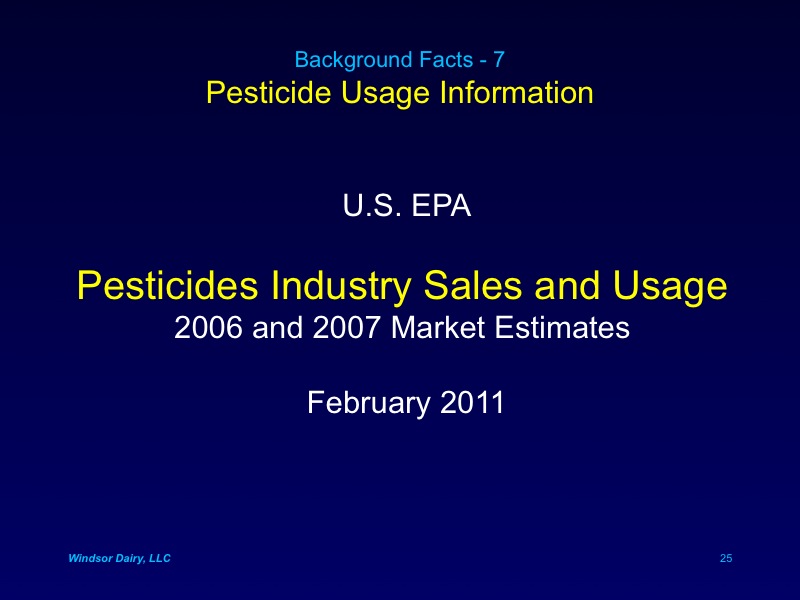 Background Facts - 7
Pesticide Usage Information
U.S. EPA
Pesticides Industry Sales and Usage
2006 and 2007 Market Estimates
February 2011
Windsor Dairy, LLC
25